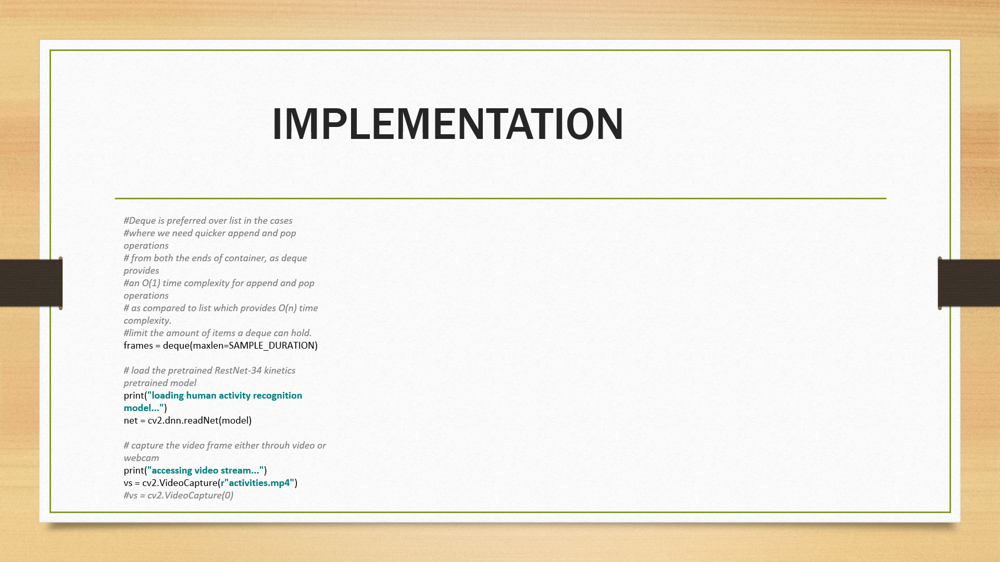 IMPLEMENTATION
#Deque is preferred over list in the cases
#where we need quicker append and pop
operations
# from both the ends of container, as deque
provides
#an O(1) time complexity for append and pop
operations
# as compared to list which provides O(n) time
complexity.
#limit the amount of items a deque can hold.
frames = deque(maxlen=SAMPLE_DURATION)
# load the pretrained RestNet-34 kinetics
pretrained model
print("loading human activity recognition
model...")
net = cv2.dnn.readNet(model)
# capture the video frame either throuh video or
webcam
print("accessing video stream...")
vs = cv2.VideoCapture(r"activities.mp4")
#vs = cv2.VideoCapture(0)